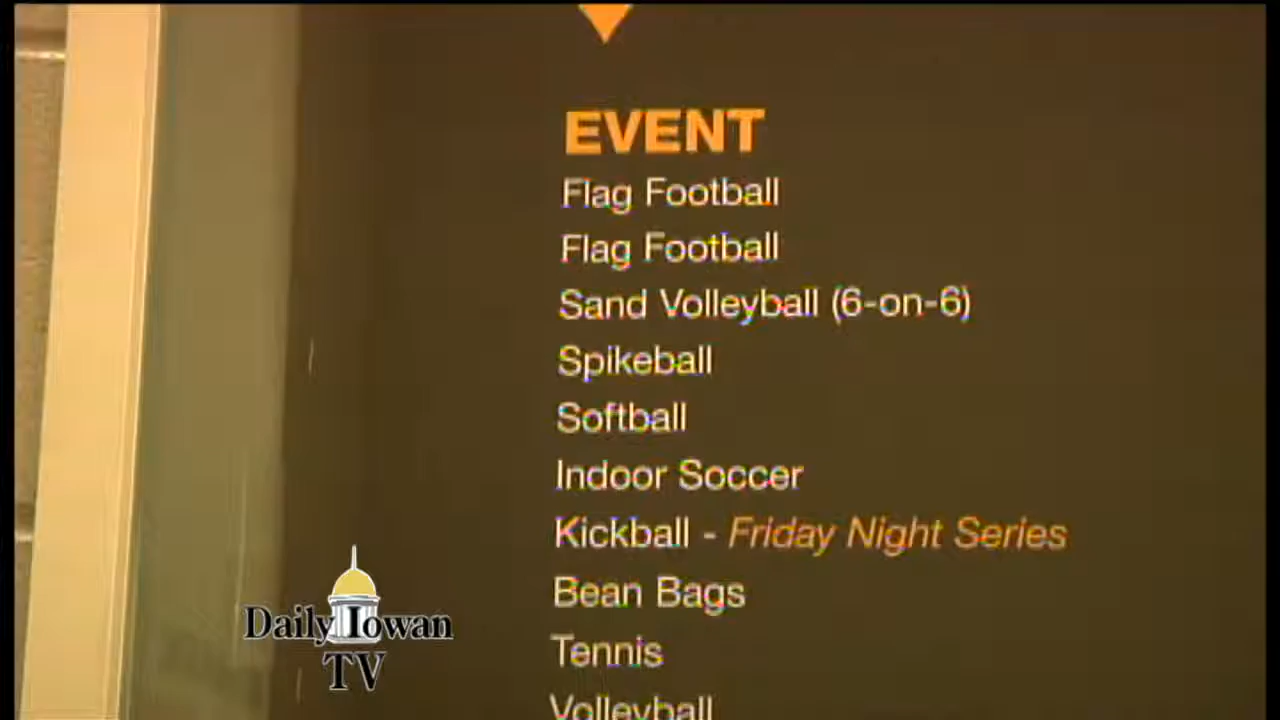 EVENT
Flag Football
Flag Football
Sand Volleyball (6-on-6)
Spikeball
Softball
Indoor Soccer
Kickball - Friday Night Series
Bean Bags
Tennis
Volleyball
Daily Iowan
TV